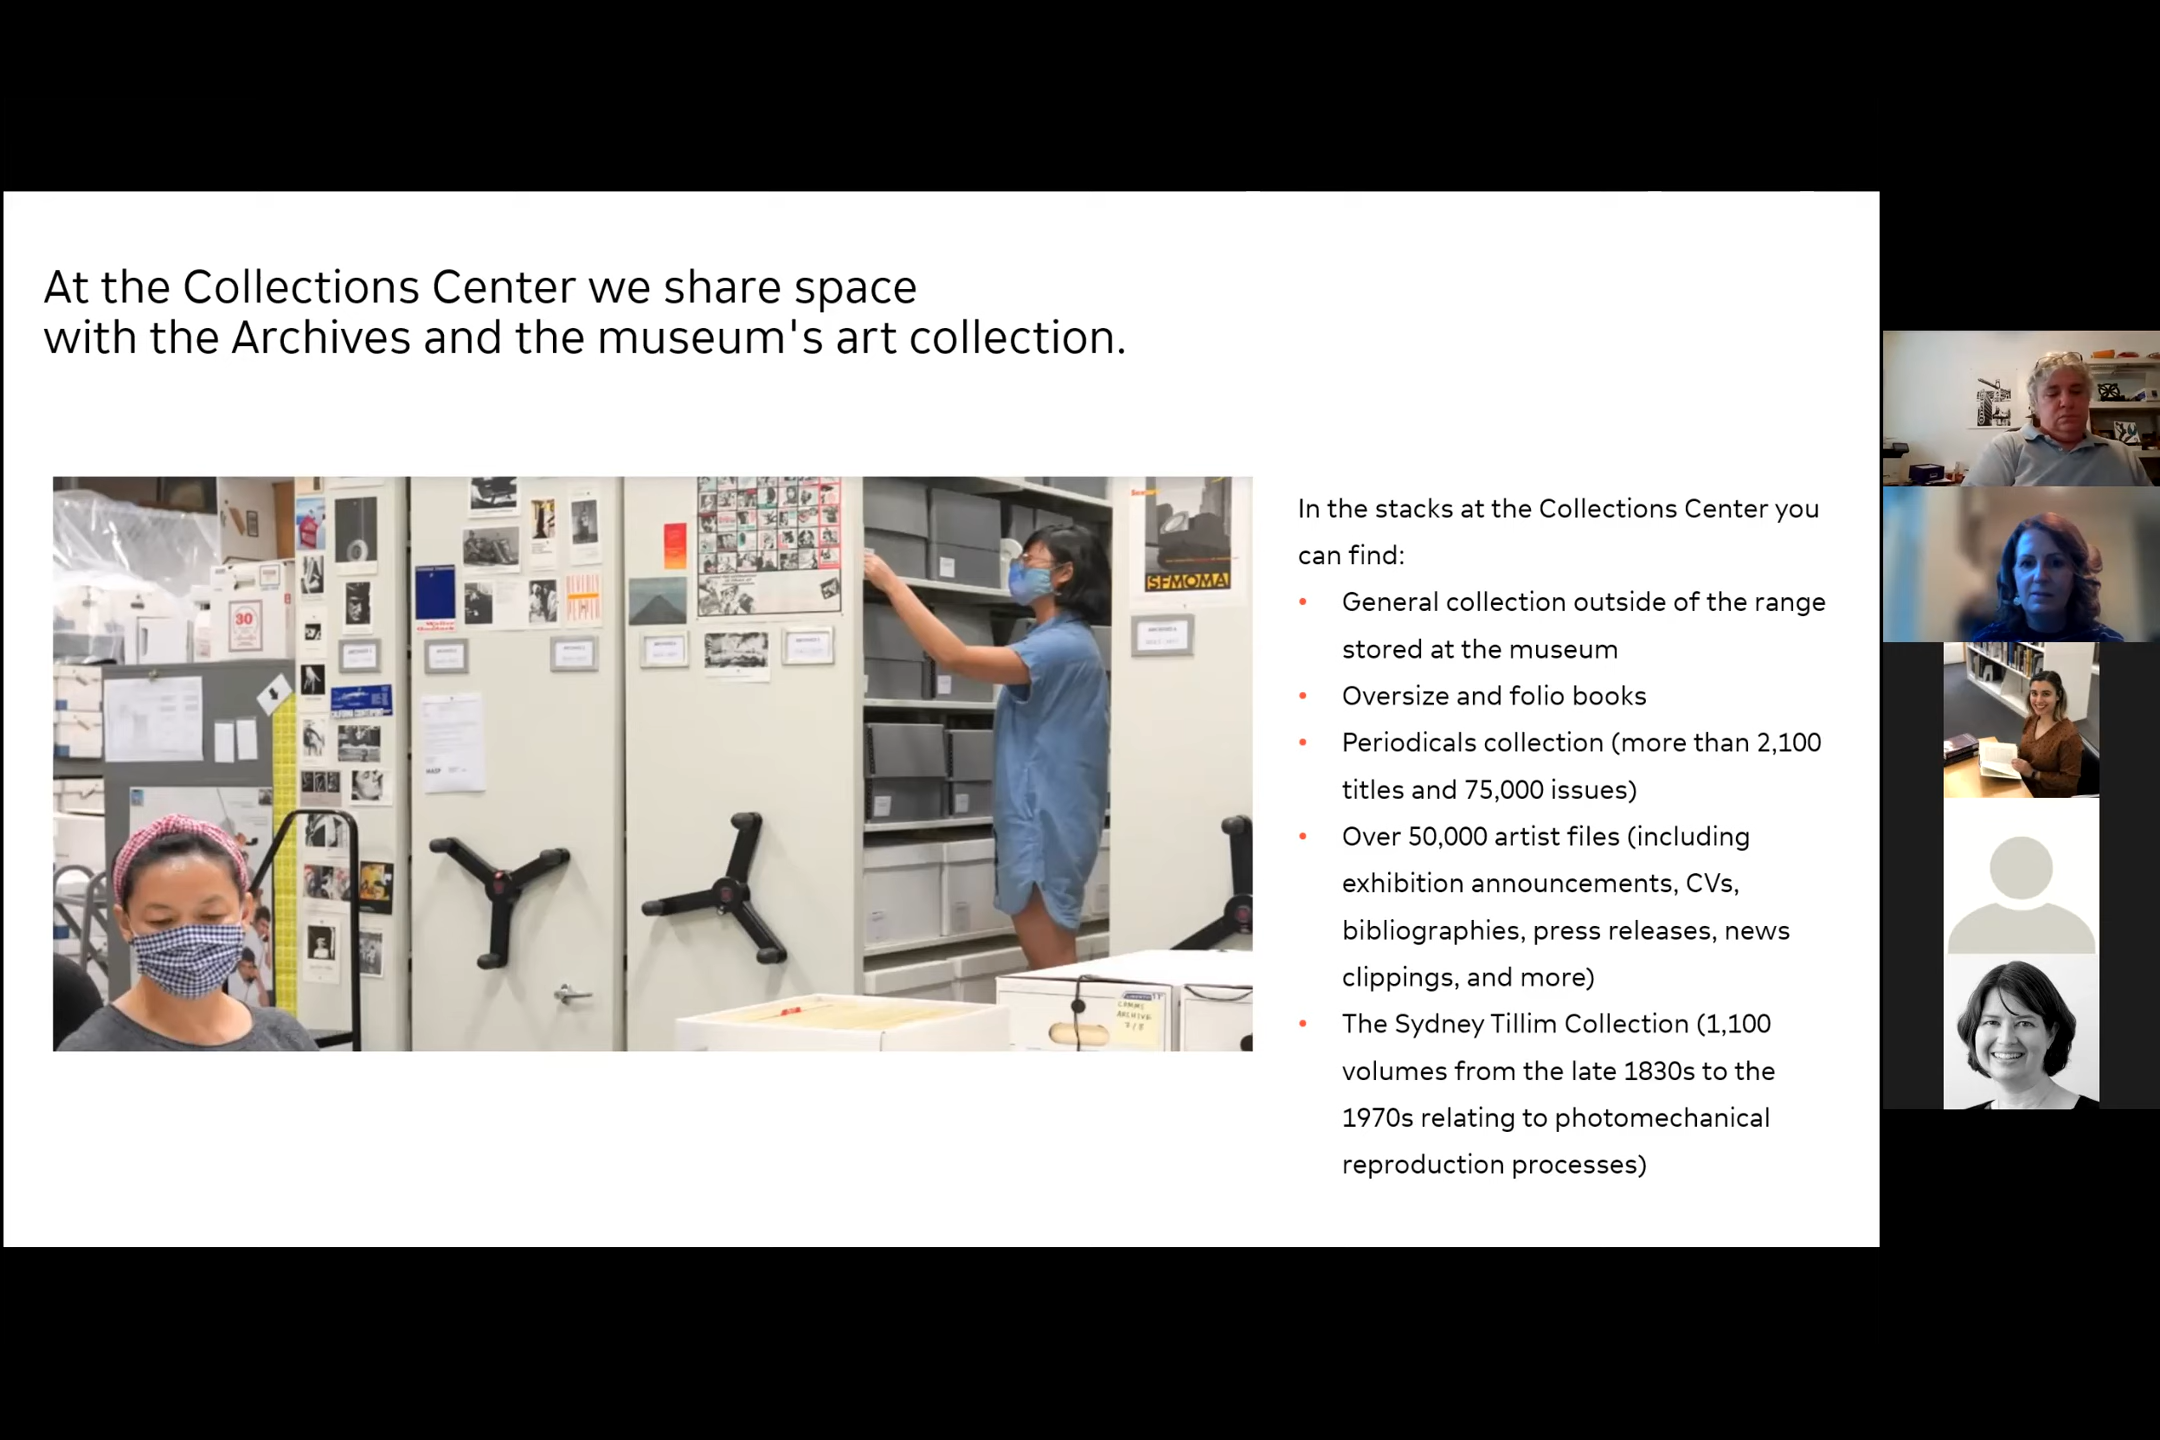 At the Collections Center we share space
with the Archives and the museum's art collection.
In the stacks at the Collections Center you
can find:
• General collection outside of the range
stored at the museum
• Oversize and folio books
• Periodicals collection (more than 2,100
titles and 75,000 issues)
• Over 50,000 artist files (including
exhibition announcements, CVs,
bibliographies, press releases, news
clippings, and more)
• The Sydney Tillim Collection (1,100
volumes from the late 1830s to the
1970s relating to photomechanical
reproduction processes)
30
SFMOMA